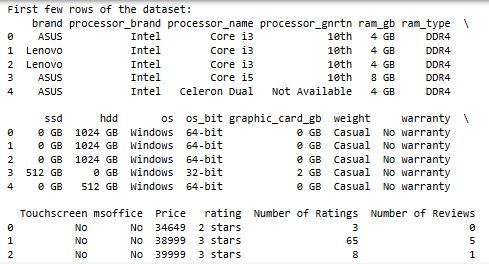 First few rows of the dataset:
brand processor_brand processor_name processor_gnrtn ram_gb ram_type \
0 ASUS Intel Core i3 10th 4 GB DDR4
1 Lenovo Intel Core i3 10th 4 GB DDR4
2 Lenovo Intel Core i3 10th 4 GB DDR4
3 ASUS Intel Core i5 10th 8 GB DDR4
4 ASUS Intel Celeron Dual Not Available 4 GB DDR4
ssd hdd os os_bit graphic_card_gb weight warranty \
0 0 GB 1024 GB Windows 64-bit 0 GB Casual No warranty
1 0 GB 1024 GB Windows 64-bit 0 GB Casual No warranty
2 0 GB 1024 GB Windows 64-bit 0 GB Casual No warranty
3 512 GB 0 GB Windows 32-bit 2 GB Casual No warranty
4 0 GB 512 GB Windows 64-bit 0 GB Casual No warranty
Touchscreen msoffice Price rating Number of Ratings Number of Reviews
0 No No 34649 2 stars 3 0
1 No No 38999 3 stars 65 5
2 No No 39999 3 stars 8 1